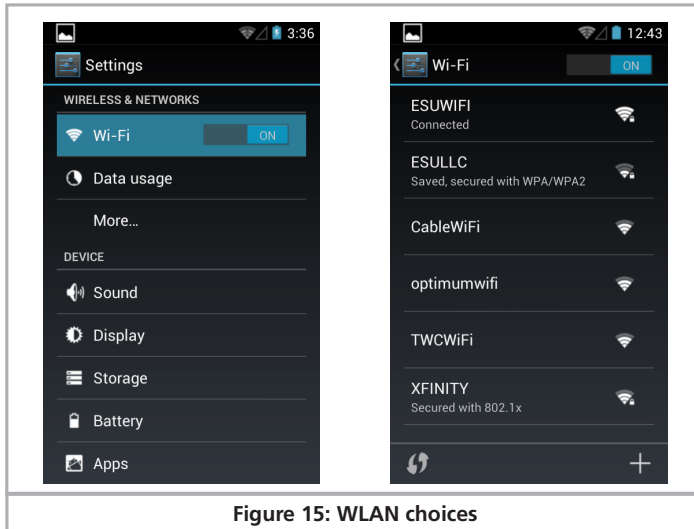 3:36
Settings
WIRELESS & NETWORKS
Wi-Fi ON
Data usage
More...
DEVICE
Sound
Display
Storage
Battery
Apps
12:43
Wi-Fi ON
ESUWIFI
Connected
ESULLC
Saved, secured with WPA/WPA2
CableWiFi
optimumwifi
TWCWiFi
XFINITY
Secured with 802.1x
Figure 15: WLAN choices